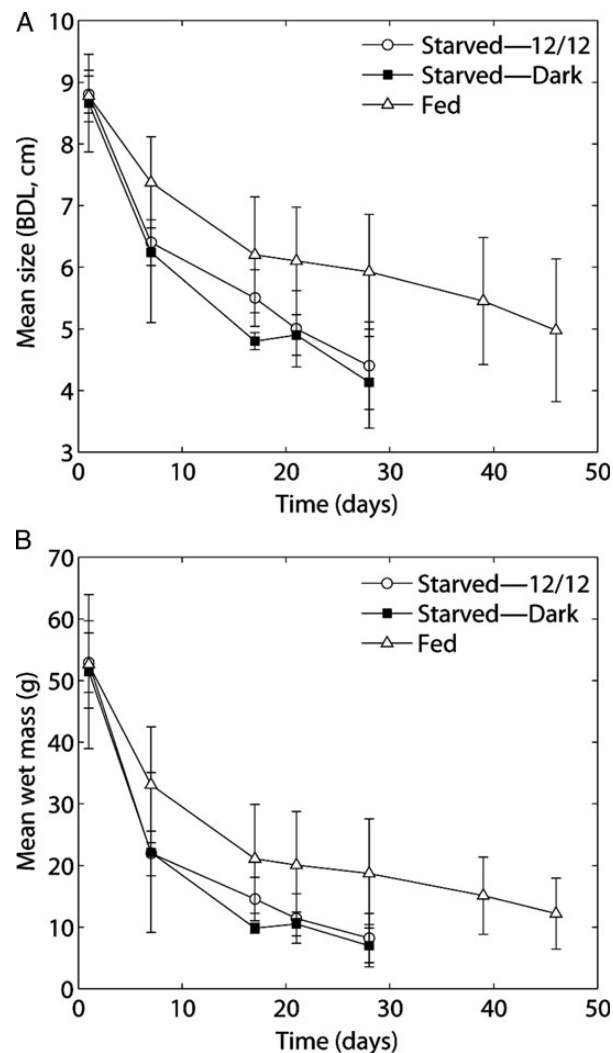 A
10
9
8
7
6
5
4
3
Mean size (BDL, cm)
Starved—12/12
Starved—Dark
Fed
0 10 20 30 40 50
Time (days)
B
70
60
50
40
30
20
10
0
Mean wet mass (g)
Starved—12/12
Starved—Dark
Fed
0 10 20 30 40 50
Time (days)